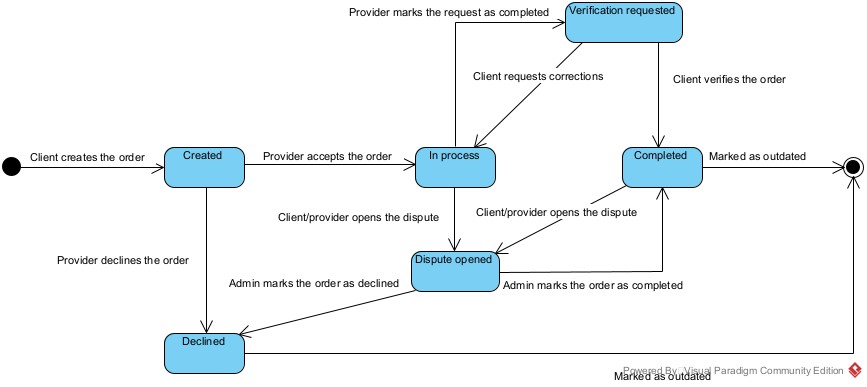 Provider marks the request as completed
Verification requested
Client requests corrections
Client verifies the order
Client creates the order
Created
Provider accepts the order
In process
Completed
Marked as outdated
Client/provider opens the dispute
Client/provider opens the dispute
Provider declines the order
Dispute opened
Admin marks the order as declined
Admin marks the order as completed
Declined
Marked as outdated
Powered By Visual Paradigm Community Edition